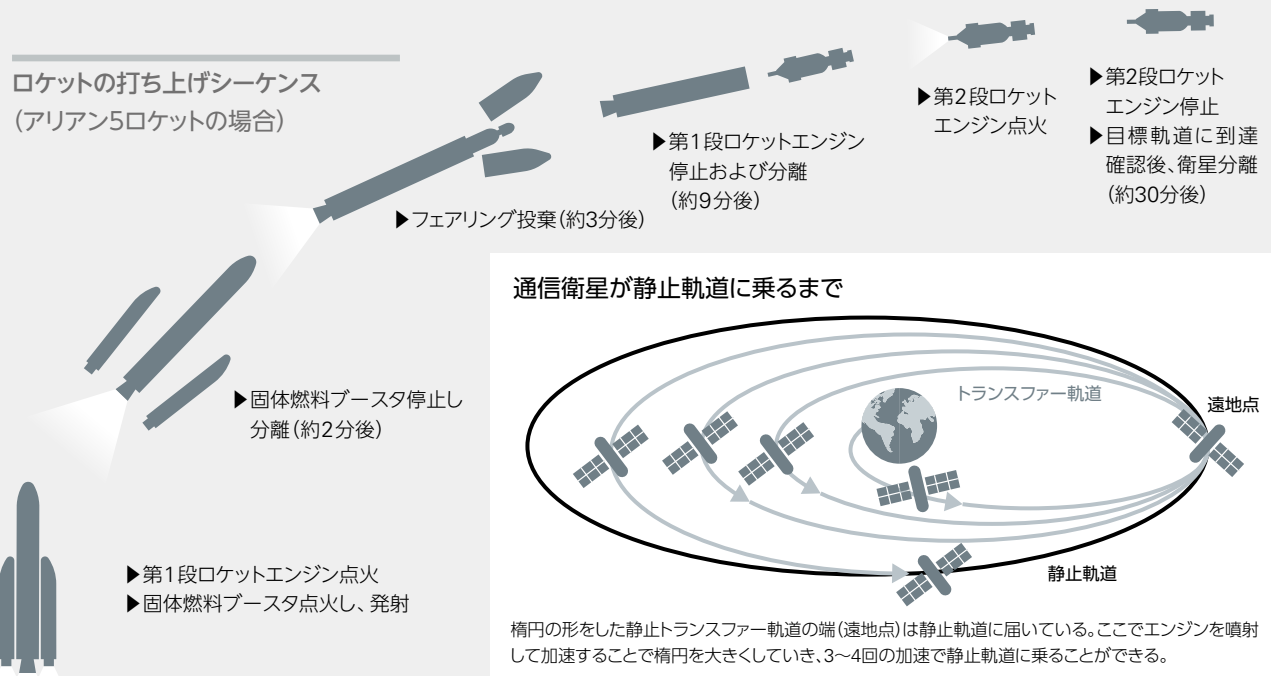 ロケットの打ち上げシーケンス
(アリアン5ロケットの場合)
▶第1段ロケットエンジン点火
▶固体燃料ブースタ点火し、発射
▶固体燃料ブースタ停止し
分離(約2分後)
▶フェアリング投棄(約3分後)
▶第1段ロケットエンジン
停止および分離
(約9分後)
▶第2段ロケット
エンジン点火
▶第2段ロケット
エンジン停止
▶目標軌道に到達
確認後、衛星分離
(約30分後)
通信衛星が静止軌道に乗るまで
トランスファー軌道
遠地点
静止軌道
楕円の形をした静止トランスファー軌道の端(遠地点)は静止軌道に届いている。ここでエンジンを噴射
して加速することで楕円を大きくしていき、3〜4回の加速で静止軌道に乗ることができる。